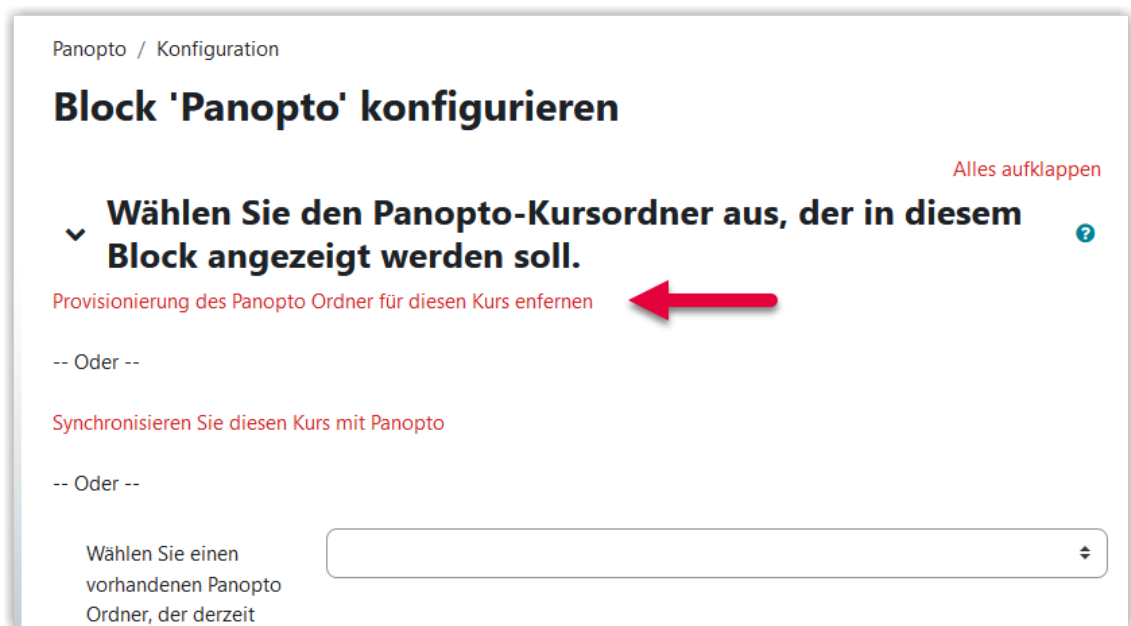 Panopto / Konfiguration
Block 'Panopto' konfigurieren
Alles aufklappen
Wählen Sie den Panopto-Kursordner aus, der in diesem
Block angezeigt werden soll.
Provisionierung des Panopto Ordner für diesen Kurs enfernen
-- Oder --
Synchronisieren Sie diesen Kurs mit Panopto
-- Oder --
Wählen Sie einen
vorhandenen Panopto
Ordner, der derzeit